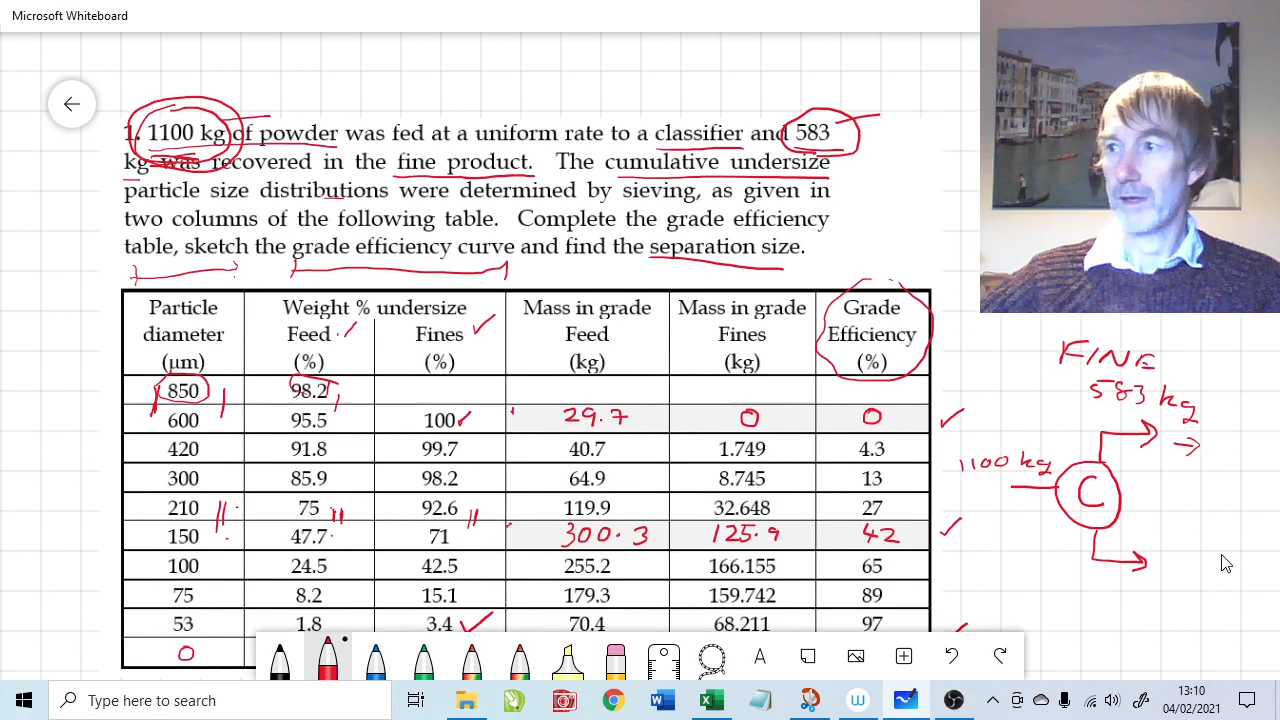 Microsoft Whiteboard
1. 1100 kg of powder was fed at a uniform rate to a classifier and 583
kg was recovered in the fine product. The cumulative undersize
particle size distributions were determined by sieving, as given in
two columns of the following table. Complete the grade efficiency
table, sketch the grade efficiency curve and find the separation size.
Particle diameter (µm) Weight % undersize Feed (%) Fines (%) Mass in grade Feed (kg) Mass in grade Fines (kg) Grade Efficiency (%)
850 98.2
600 95.5 100 29.7 0 0
420 91.8 99.7 40.7 1.749 4.3
300 85.9 98.2 64.9 8.745 13
210 75 92.6 119.9 32.648 27
150 47.7 71 300.3 125.9 42
100 24.5 42.5 255.2 166.155 65
75 8.2 15.1 179.3 159.742 89
53 1.8 3.4 70.4 68.211 97
0
FINE
583 kg
1100 kg
C
A
Type here to search
13:10
04/02/2021